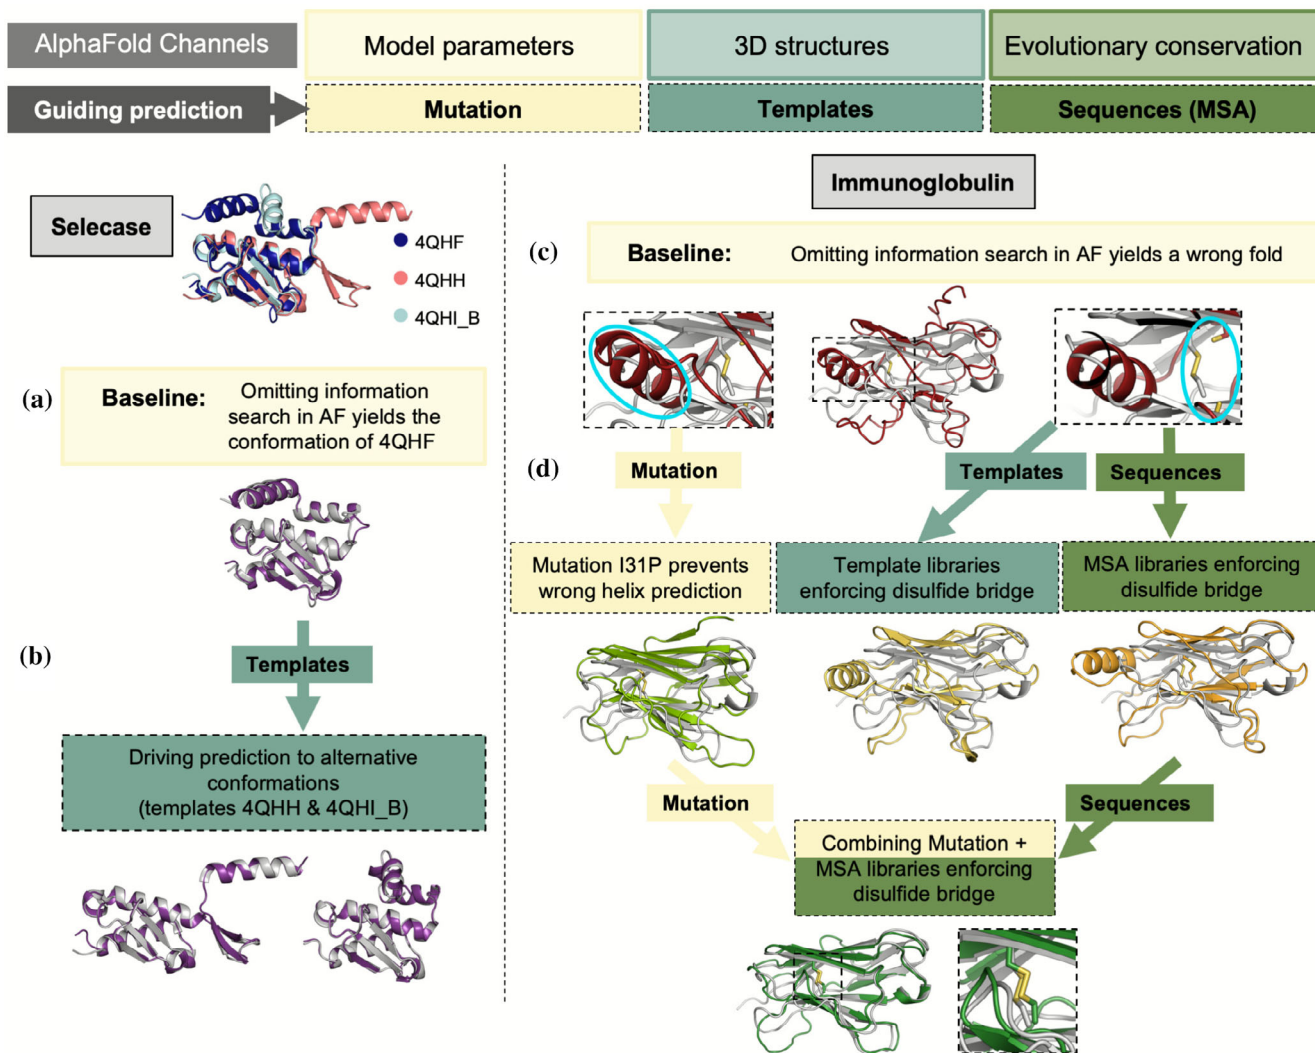 AlphaFold Channels
Model parameters
3D structures
Evolutionary conservation
Guiding prediction
Mutation
Templates
Sequences (MSA)
Selecase
4QHF
4QHH
4QHI_B
(a)
Baseline:
Omitting information
search in AF yields the
conformation of 4QHF
(b)
Templates
Driving prediction to alternative
conformations
(templates 4QHH & 4QHI_B)
Immunoglobulin
(c)
Baseline:
Omitting information search in AF yields a wrong fold
(d)
Mutation
Templates
Sequences
Mutation I31P prevents
wrong helix prediction
Template libraries
enforcing disulfide bridge
MSA libraries enforcing
disulfide bridge
Mutation
Sequences
Combining Mutation +
MSA libraries enforcing
disulfide bridge